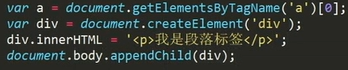 var a = document.getElementsByTagName('a')[0];
var div = document.createElement('div');
div.innerHTML = '<p>我是段落标签</p>';
document.body.appendChild(div);